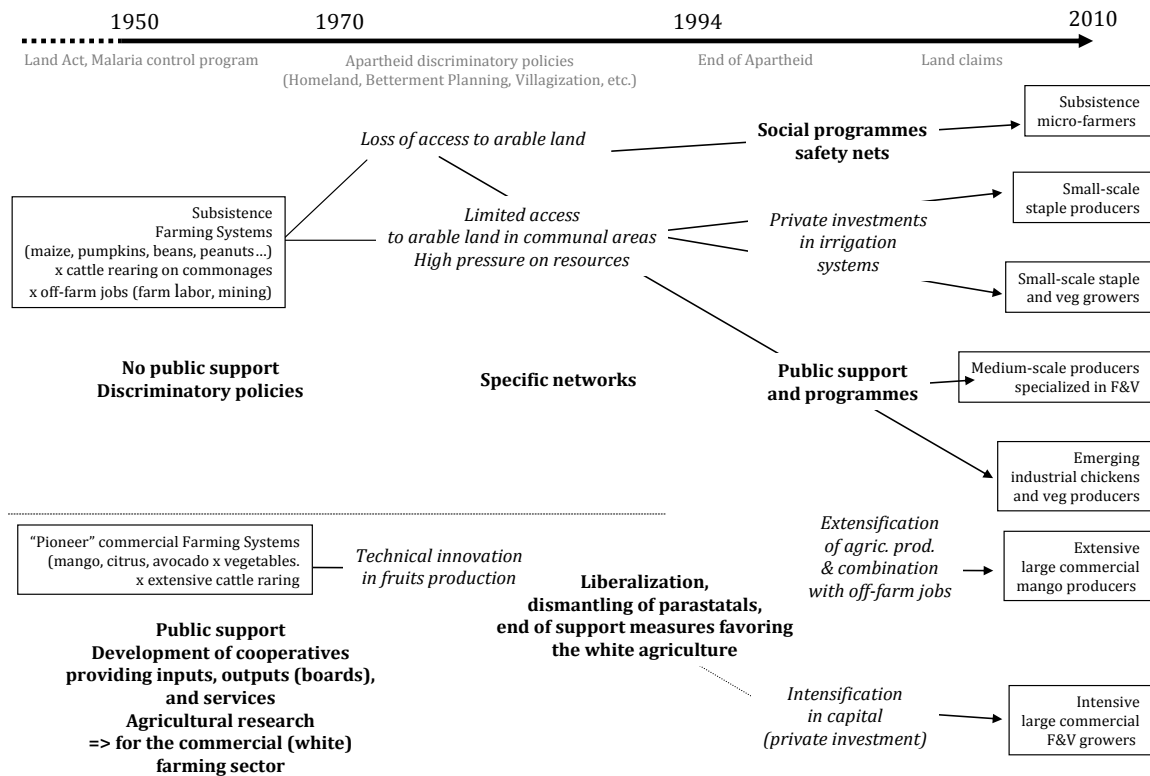 1950
1970
1994
2010
Land Act, Malaria control program
Apartheid discriminatory policies
(Homeland, Betterment Planning, Villagization, etc.)
End of Apartheid
Land claims
Loss of access to arable land
Social programmes
safety nets
Subsistence
micro-farmers
Subsistence
Farming Systems
(maize, pumpkins, beans, peanuts...)
x cattle rearing on commonages
x off-farm jobs (farm labor, mining)
Limited access
to arable land in communal areas
High pressure on resources
Private investments
in irrigation
systems
Small-scale
staple producers
Small-scale staple
and veg growers
No public support
Discriminatory policies
Specific networks
Public support
and programmes
Medium-scale producers
specialized in F&V
Emerging
industrial chickens
and veg producers
“Pioneer” commercial Farming Systems
(mango, citrus, avocado x vegetables.
x extensive cattle raring
Technical innovation
in fruits production
Liberalization,
dismantling of parastatals,
end of support measures favoring
the white agriculture
Extensification
of agric. prod.
& combination
with off-farm jobs
Extensive
large commercial
mango producers
Public support
Development of cooperatives
providing inputs, outputs (boards),
and services
Agricultural research
=> for the commercial (white)
farming sector
Intensification
in capital
(private investment)
Intensive
large commercial
F&V growers